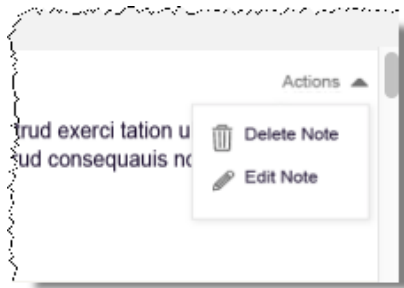 Actions
trud exerci tation u
Delete Note
ud consequauis no
Edit Note